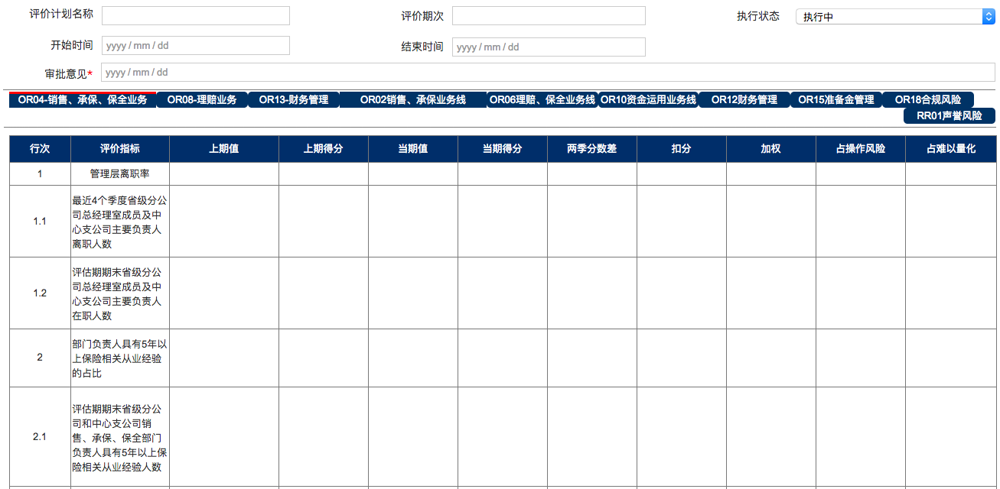 评价计划名称 评价期次 执行状态 执行中
开始时间 yyyy / mm / dd 结束时间 yyyy / mm / dd
审批意见* yyyy / mm / dd
OR04-销售、承保、保全业务 OR08-理赔业务 OR13-财务管理 OR02销售、承保业务线 OR06理赔、保全业务线 OR10资金运用业务线 OR12财务管理 OR15准备金管理 OR18合规风险
RR01声誉风险
行次 评价指标 上期值 上期得分 当期值 当期得分 两季分数差 扣分 加权 占操作风险 占难以量化
1 管理层离职率
1.1 最近4个季度省级分公
司总经理室成员及中
心支公司主要负责人
离职人数
1.2 评估期期末省级分公
司总经理室成员及中
心支公司主要负责人
在职人数
2 部门负责人具有5年以
上保险相关从业经验
的占比
2.1 评估期期末省级分公
司和中心支公司销
售、承保、保全部门
负责人具有5年以上保
险相关从业经验人数